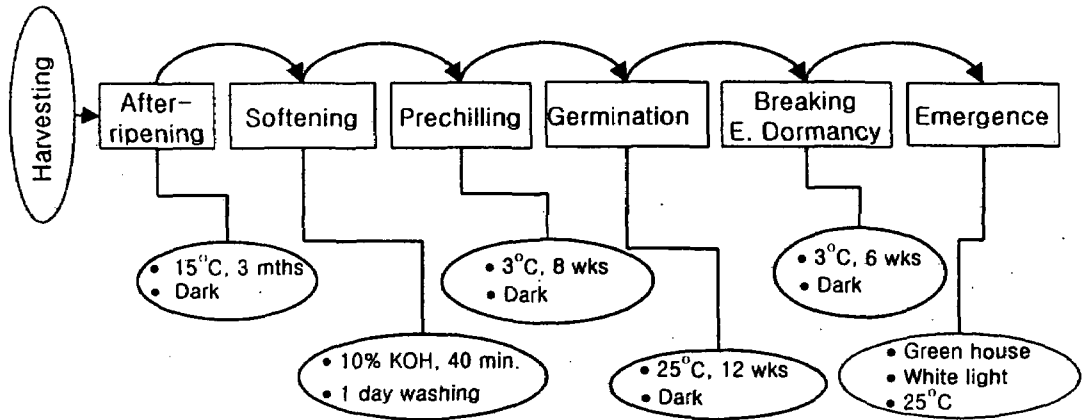 Harvesting
After-
ripening
Softening
Prechilling
Germination
Breaking
E. Dormancy
Emergence
• 15°C, 3 mths
• Dark
• 10% KOH, 40 min.
• 1 day washing
• 3°C, 8 wks
• Dark
• 25°C, 12 wks
• Dark
• 3°C, 6 wks
• Dark
• Green house
• White light
• 25°C